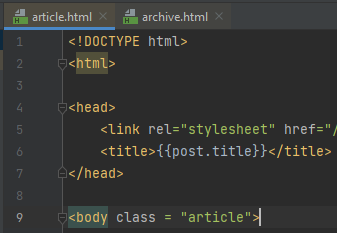 article.html
archive.html
1 <!DOCTYPE html>
2 <html>
3
4 <head>
5 <link rel="stylesheet" href="/
6 <title>{{post.title}}</title>
7 </head>
8
9 <body class = "article">